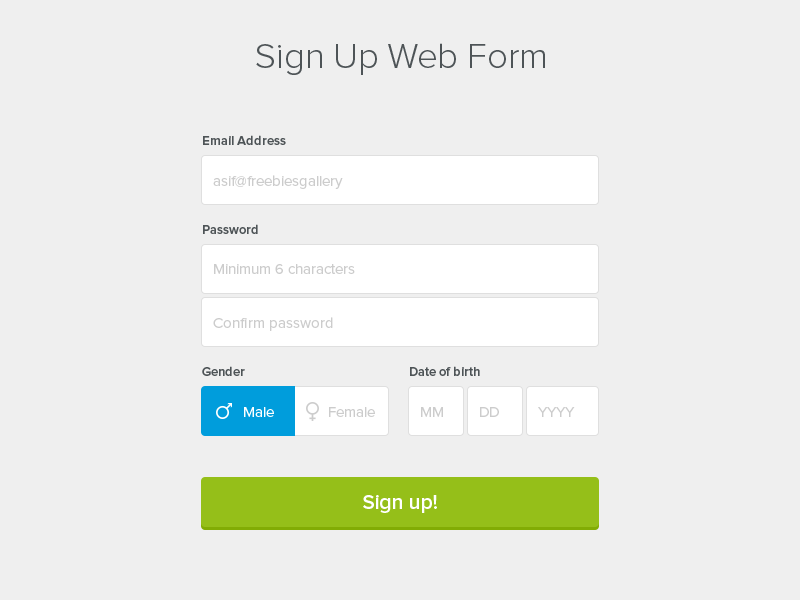 Sign Up Web Form
Email Address
asif@freebiesgallery
Password
Minimum 6 characters
Confirm password
Gender Date of birth
Male Female MM DD YYYY
Sign up!